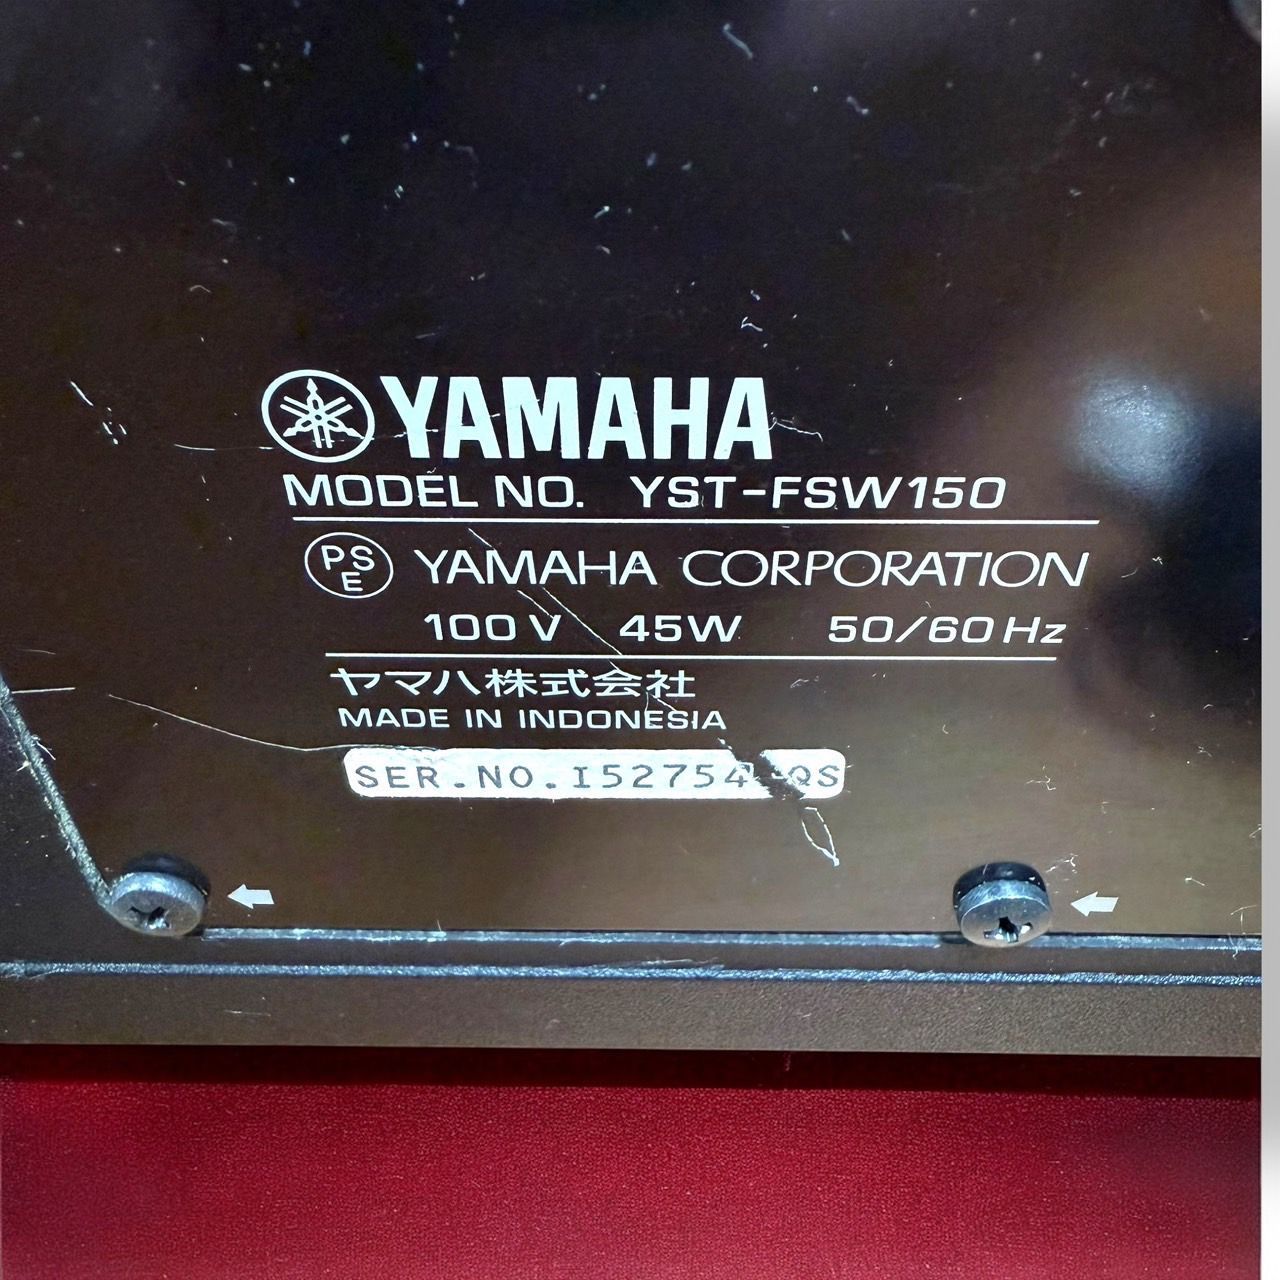 YAMAHA
MODEL NO. YST-FSW150
PSE YAMAHA CORPORATION
100V 45W 50/60Hz
ヤマハ株式会社
MADE IN INDONESIA
SER.NO.I52754 QS